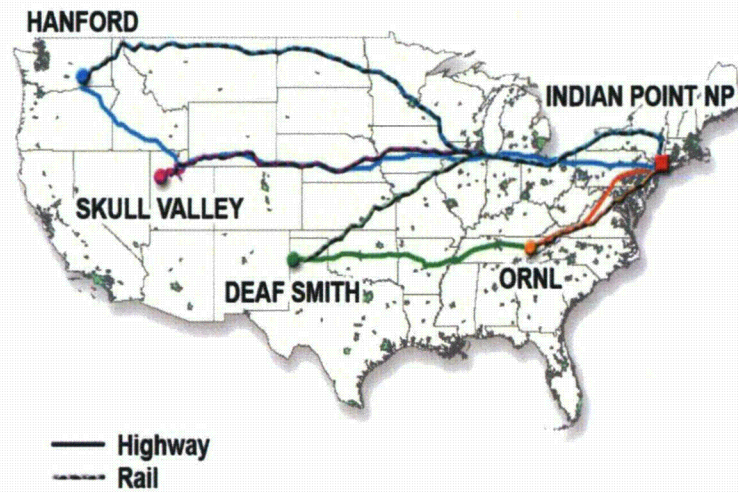 HANFORD
INDIAN POINT NP
SKULL VALLEY
DEAF SMITH
ORNL
Highway
Rail